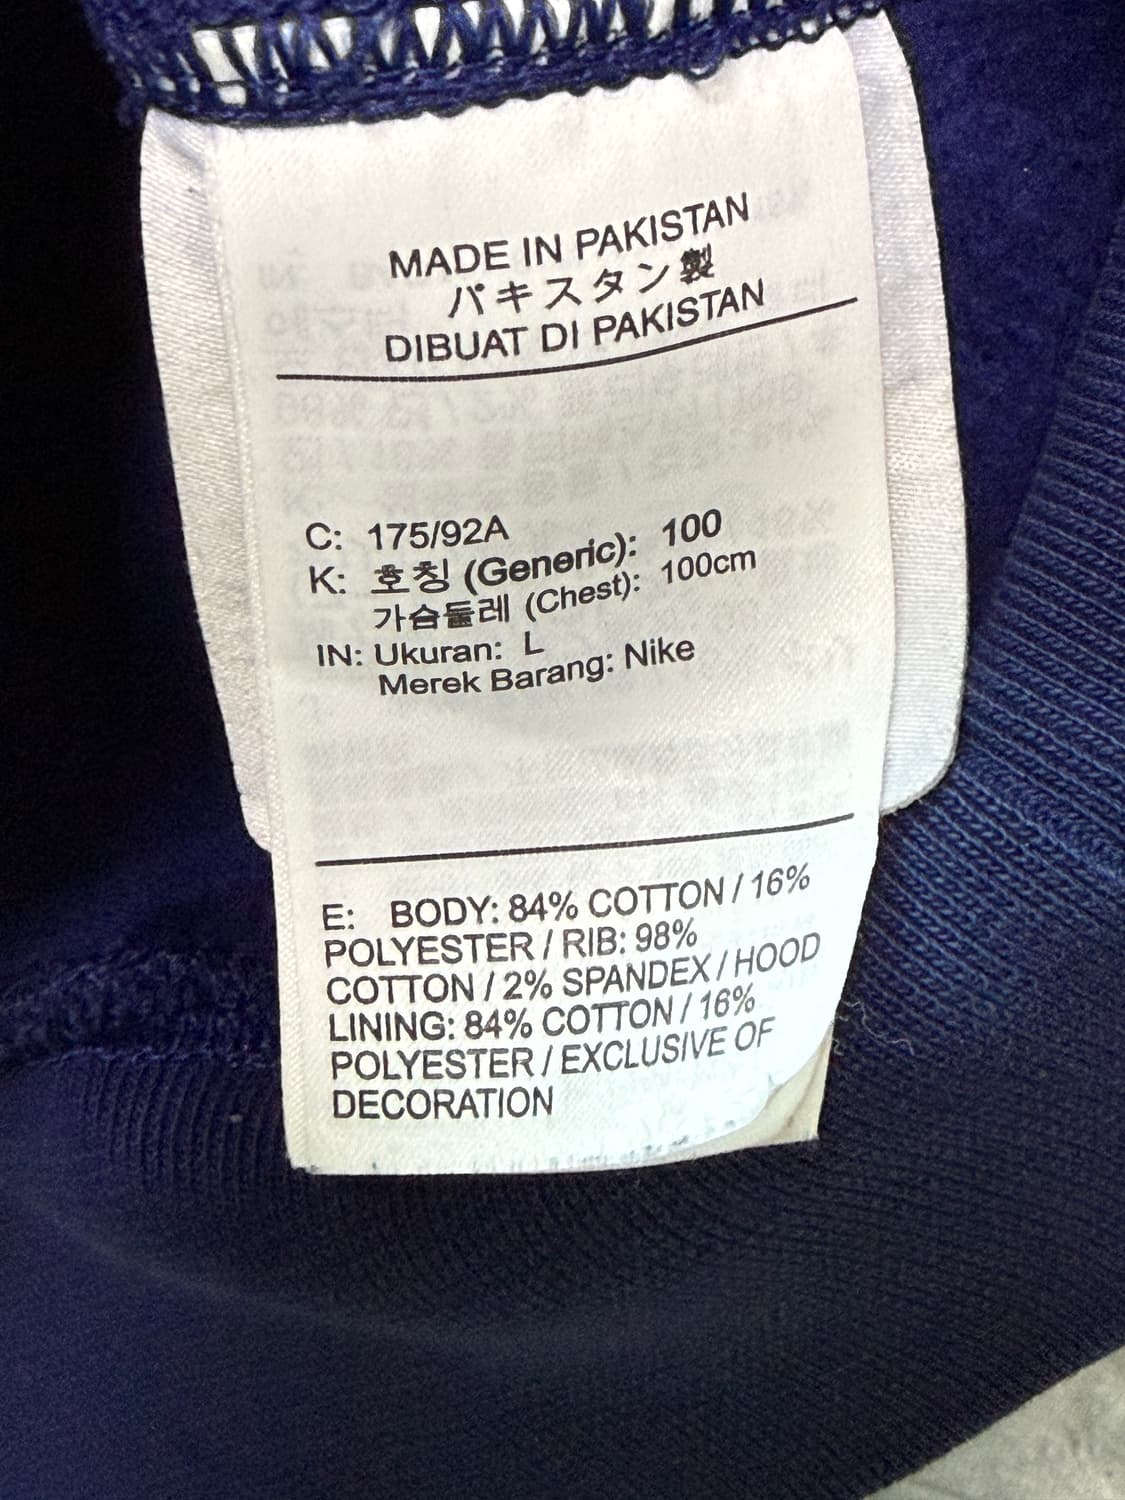 MADE IN PAKISTAN
パキスタン製
DIBUAT DI PAKISTAN
C: 175/92A
K: 호칭 (Generic): 100
가슴둘레 (Chest): 100cm
IN: Ukuran: L
Merek Barang: Nike
E: BODY: 84% COTTON / 16%
POLYESTER / RIB: 98%
COTTON / 2% SPANDEX / HOOD
LINING: 84% COTTON / 16%
POLYESTER / EXCLUSIVE OF
DECORATION